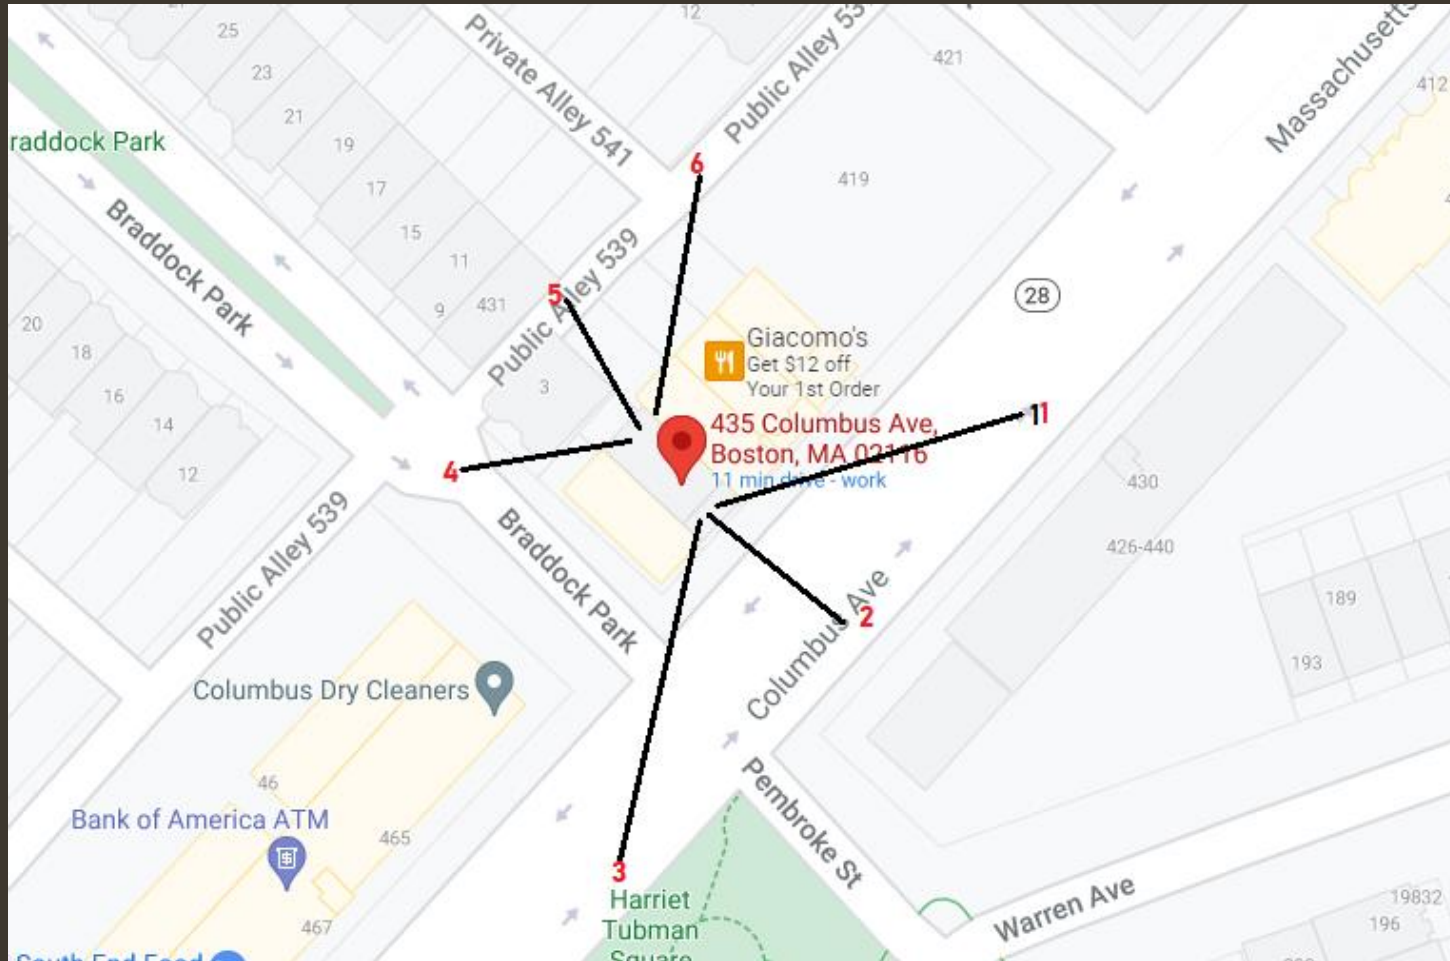 25
23
21
19
17
15
11
9
431
12
Private Alley 541
Public Alley 53
421
Massachusetts
412
raddock Park
Braddock Park
6
419
Public Alley 539
5
28
20
18
16
14
12
3
Giacomo's
Get $12 off
Your 1st Order
435 Columbus Ave,
Boston, MA 02116
11 min drive - work
1
4
430
426-440
Public Alley 539
Braddock Park
Columbus Ave
2
189
193
Columbus Dry Cleaners
46
Bank of America ATM
465
467
Pembroke St
3
Harriet
Tubman
Square
Warren Ave
19832
196
South End Food